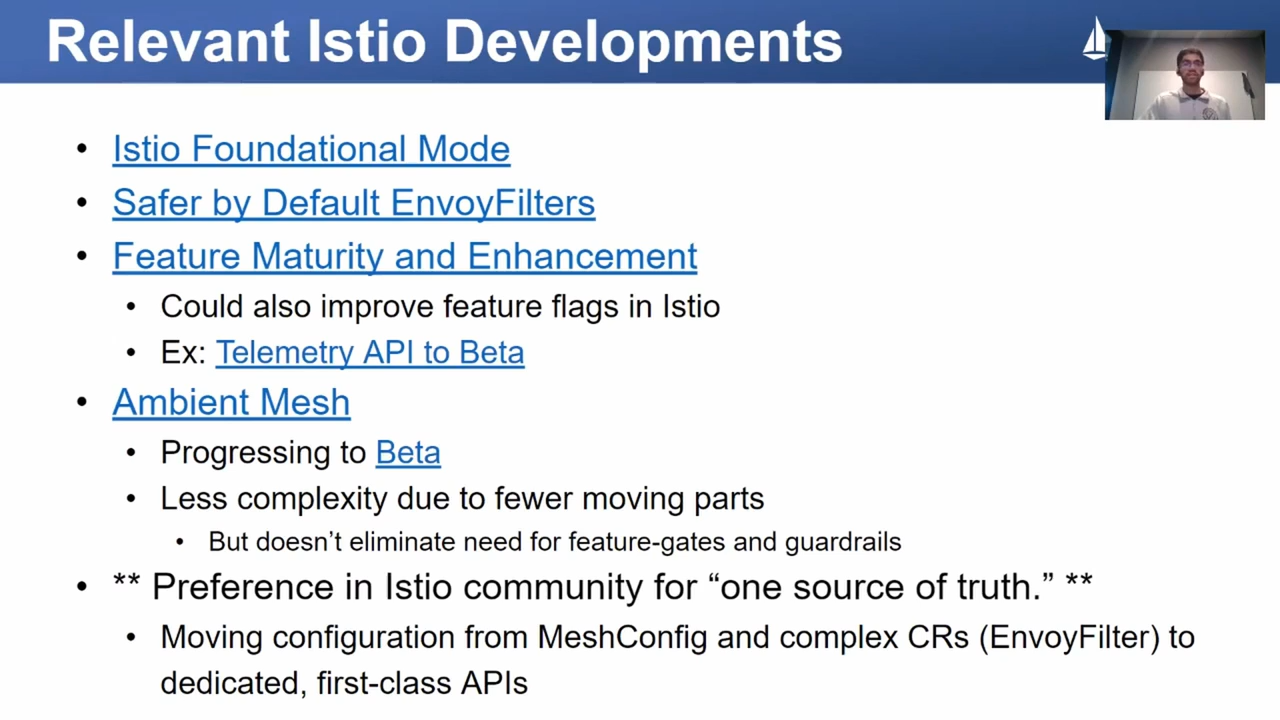 Relevant Istio Developments
• Istio Foundational Mode
• Safer by Default EnvoyFilters
• Feature Maturity and Enhancement
• Could also improve feature flags in Istio
• Ex: Telemetry API to Beta
• Ambient Mesh
• Progressing to Beta
• Less complexity due to fewer moving parts
• But doesn’t eliminate need for feature-gates and guardrails
• ** Preference in Istio community for “one source of truth.” **
• Moving configuration from MeshConfig and complex CRs (EnvoyFilter) to
dedicated, first-class APIs